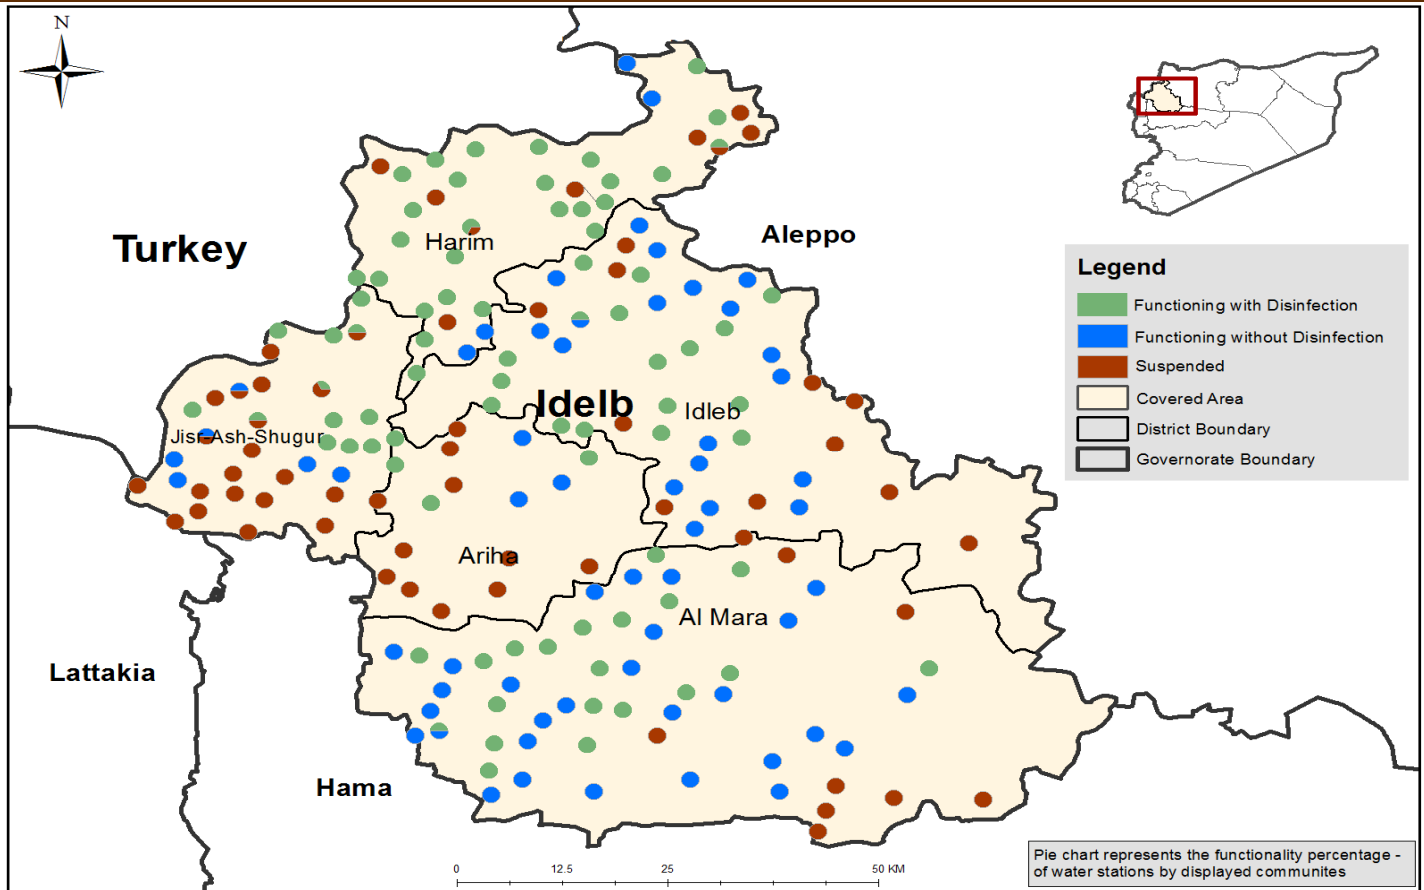 N
Turkey
Harim
Aleppo
Legend
Functioning with Disinfection
Functioning without Disinfection
Suspended
Covered Area
District Boundary
Governorate Boundary
Idelb
Idleb
Jisr-Ash-Shugur
Ariha
Al Mara
Lattakia
Hama
0 12.5 25 50 KM
Pie chart represents the functionality percentage -
of water stations by displayed communites